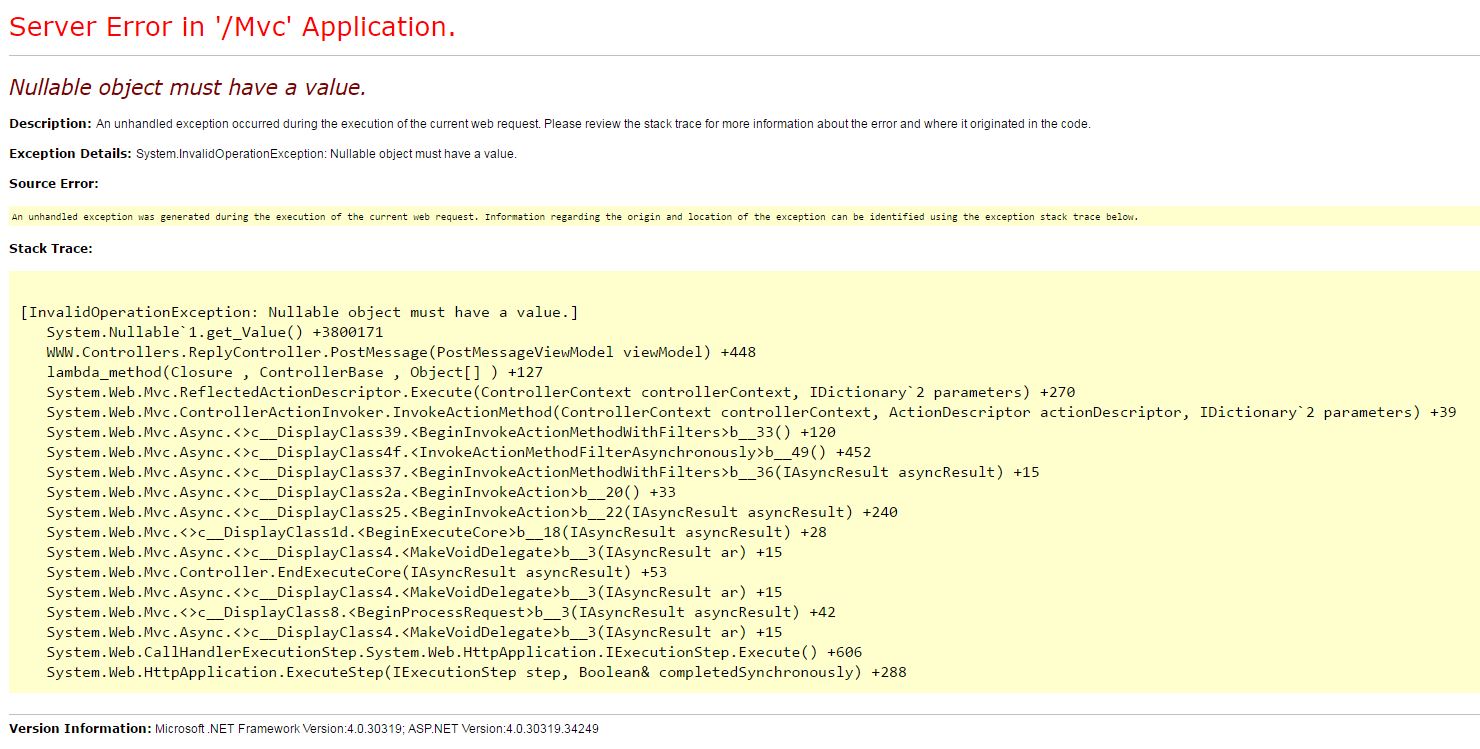 Server Error in '/Mvc' Application.
Nullable object must have a value.
Description: An unhandled exception occurred during the execution of the current web request. Please review the stack trace for more information about the error and where it originated in the code.
Exception Details: System.InvalidOperationException: Nullable object must have a value.
Source Error:
An unhandled exception was generated during the execution of the current web request. Information regarding the origin and location of the exception can be identified using the exception stack trace below.
Stack Trace:
[InvalidOperationException: Nullable object must have a value.]
System.Nullable`1.get_Value() +3800171
WWW.Controllers.ReplyController.PostMessage(PostMessageViewModel viewModel) +448
lambda_method(Closure , ControllerBase , Object[] ) +127
System.Web.Mvc.ReflectedActionDescriptor.Execute(ControllerContext controllerContext, IDictionary`2 parameters) +270
System.Web.Mvc.ControllerActionInvoker.InvokeActionMethod(ControllerContext controllerContext, ActionDescriptor actionDescriptor, IDictionary`2 parameters) +39
System.Web.Mvc.Async.<>c__DisplayClass39.<BeginInvokeActionMethodWithFilters>b__33() +120
System.Web.Mvc.Async.<>c__DisplayClass4f.<InvokeActionMethodFilterAsynchronously>b__49() +452
System.Web.Mvc.Async.<>c__DisplayClass37.<BeginInvokeActionMethodWithFilters>b__36(IAsyncResult asyncResult) +15
System.Web.Mvc.Async.<>c__DisplayClass2a.<BeginInvokeAction>b__20() +33
System.Web.Mvc.Async.<>c__DisplayClass25.<BeginInvokeAction>b__22(IAsyncResult asyncResult) +240
System.Web.Mvc.<>c__DisplayClass1d.<BeginExecuteCore>b__18(IAsyncResult asyncResult) +28
System.Web.Mvc.Async.<>c__DisplayClass4.<MakeVoidDelegate>b__3(IAsyncResult ar) +15
System.Web.Mvc.Controller.EndExecuteCore(IAsyncResult asyncResult) +53
System.Web.Mvc.Async.<>c__DisplayClass4.<MakeVoidDelegate>b__3(IAsyncResult ar) +15
System.Web.Mvc.<>c__DisplayClass8.<BeginProcessRequest>b__3(IAsyncResult asyncResult) +42
System.Web.Mvc.Async.<>c__DisplayClass4.<MakeVoidDelegate>b__3(IAsyncResult ar) +15
System.Web.CallHandlerExecutionStep.System.Web.HttpApplication.IExecutionStep.Execute() +606
System.Web.HttpApplication.ExecuteStep(IExecutionStep step, Boolean& completedSynchronously) +288
Version Information: Microsoft .NET Framework Version:4.0.30319; ASP.NET Version:4.0.30319.34249